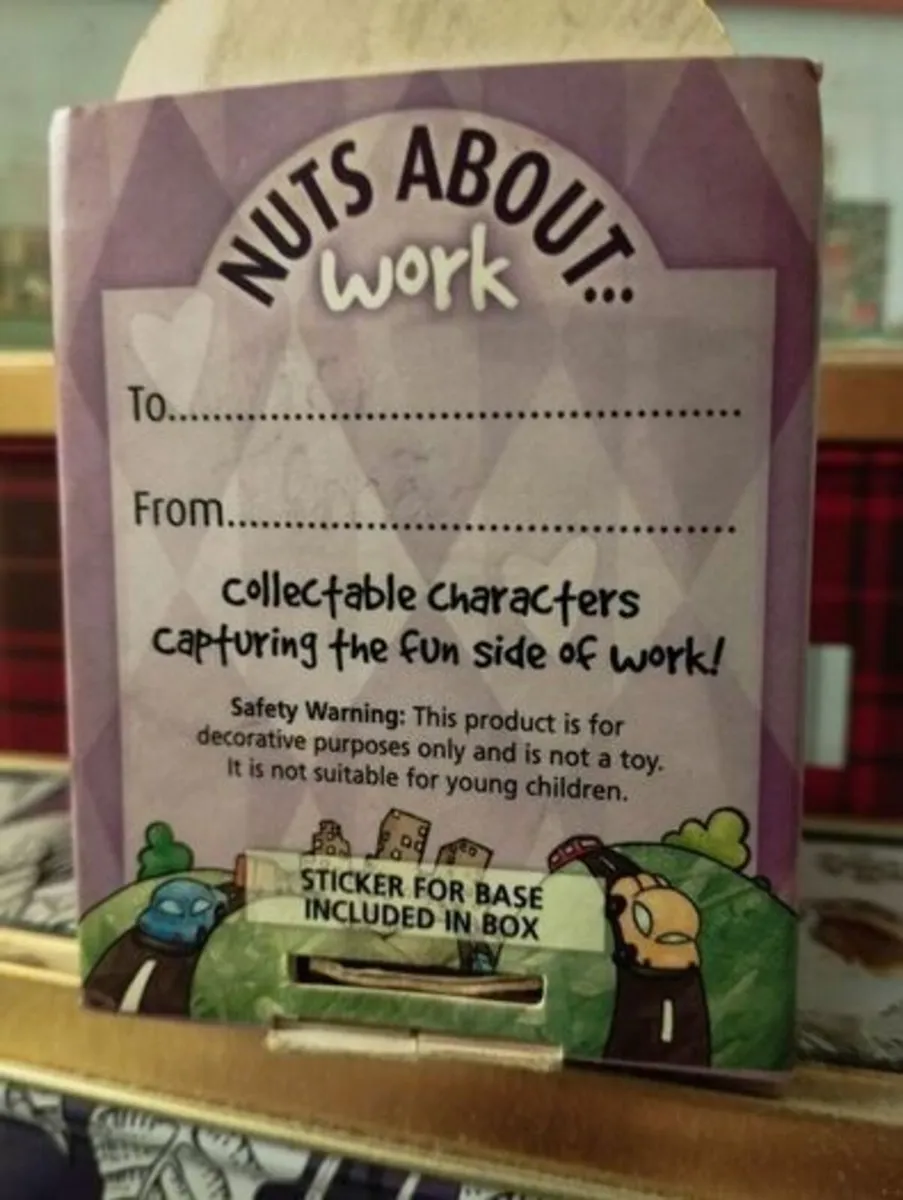 NUTS ABOUT...
work
To..........................................................
From....................................................
collectable characters
capturing the fun side of work!
Safety Warning: This product is for
decorative purposes only and is not a toy.
It is not suitable for young children.
STICKER FOR BASE
INCLUDED IN BOX